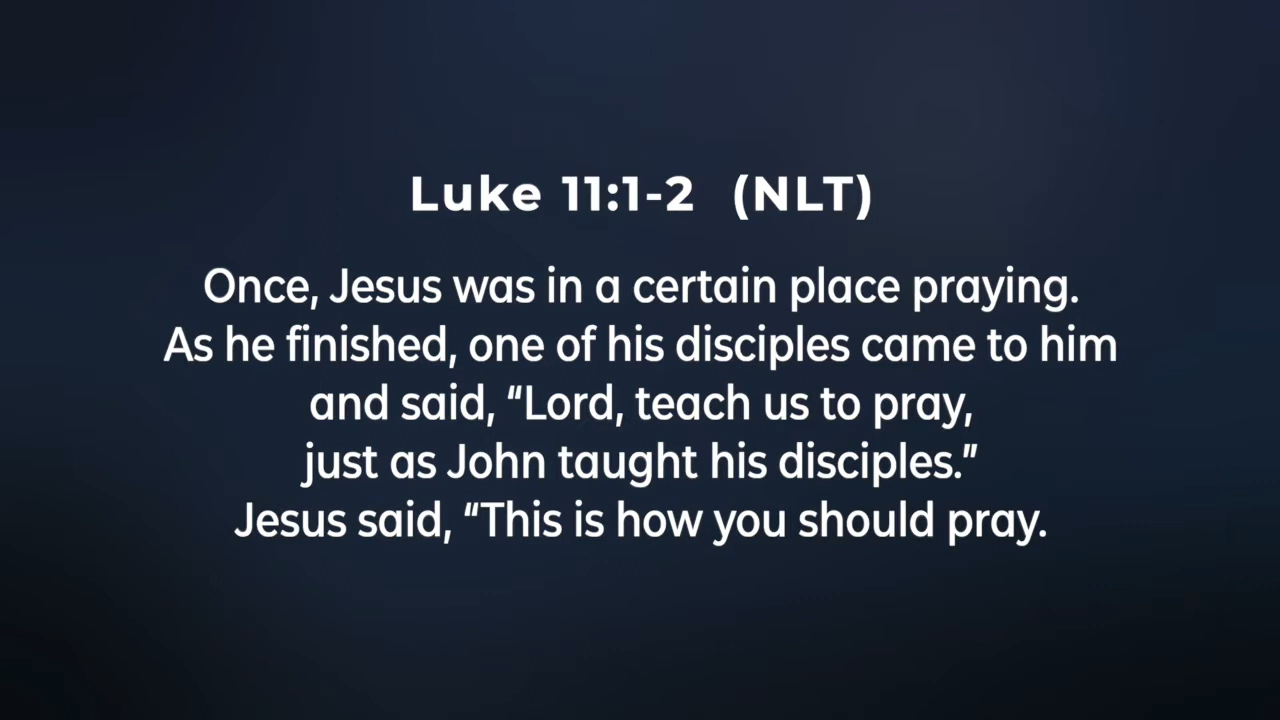 Luke 11:1-2 (NLT)
Once, Jesus was in a certain place praying.
As he finished, one of his disciples came to him
and said, “Lord, teach us to pray,
just as John taught his disciples.”
Jesus said, “This is how you should pray.